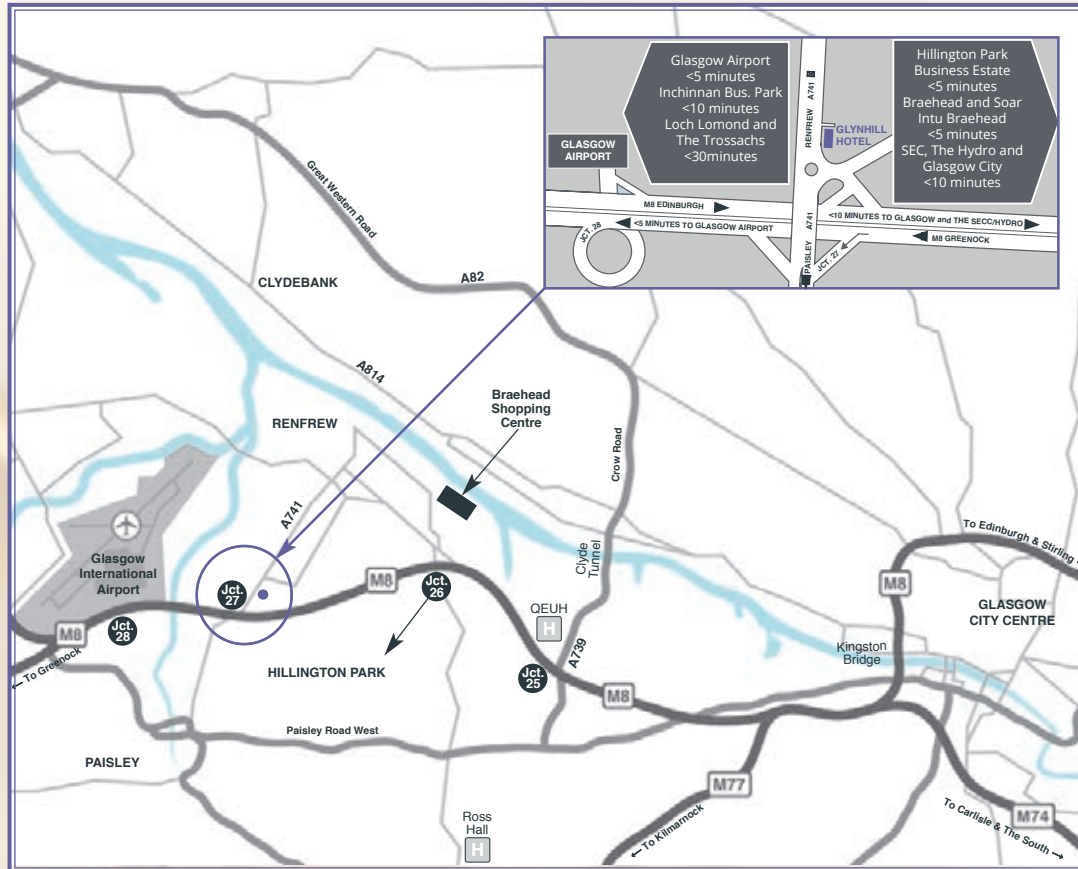 Glasgow Airport
<5 minutes
Inchinnan Bus. Park
<10 minutes
Loch Lomond and
The Trossachs
<30minutes
Hillington Park
Business Estate
<5 minutes
Braehead and Soar
Intu Braehead
<5 minutes
SEC, The Hydro and
Glasgow City
<10 minutes
RENFREW A741
GLYNHILL
HOTEL
GLASGOW
AIRPORT
M8 EDINBURGH
<5 MINUTES TO GLASGOW AIRPORT
<10 MINUTES TO GLASGOW and THE SECC/HYDRO
M8 GREENOCK
JCT. 28
PAISLEY A741
JCT. 27
Great Western Road
CLYDEBANK
A82
A814
RENFREW
Braehead
Shopping
Centre
Crow Road
A741
Glasgow
International
Airport
Clyde
Tunnel
To Edinburgh & Stirling
M8
M8
Jct.
27
Jct.
26
Jct.
28
M8
QEUH
H
GLASGOW
CITY CENTRE
Kingston
Bridge
To Greenock
HILLINGTON PARK
Jct.
25
A739
M8
Paisley Road West
PAISLEY
M77
Ross
Hall
H
To Kilmarnock
M74
To Carlisle & The South